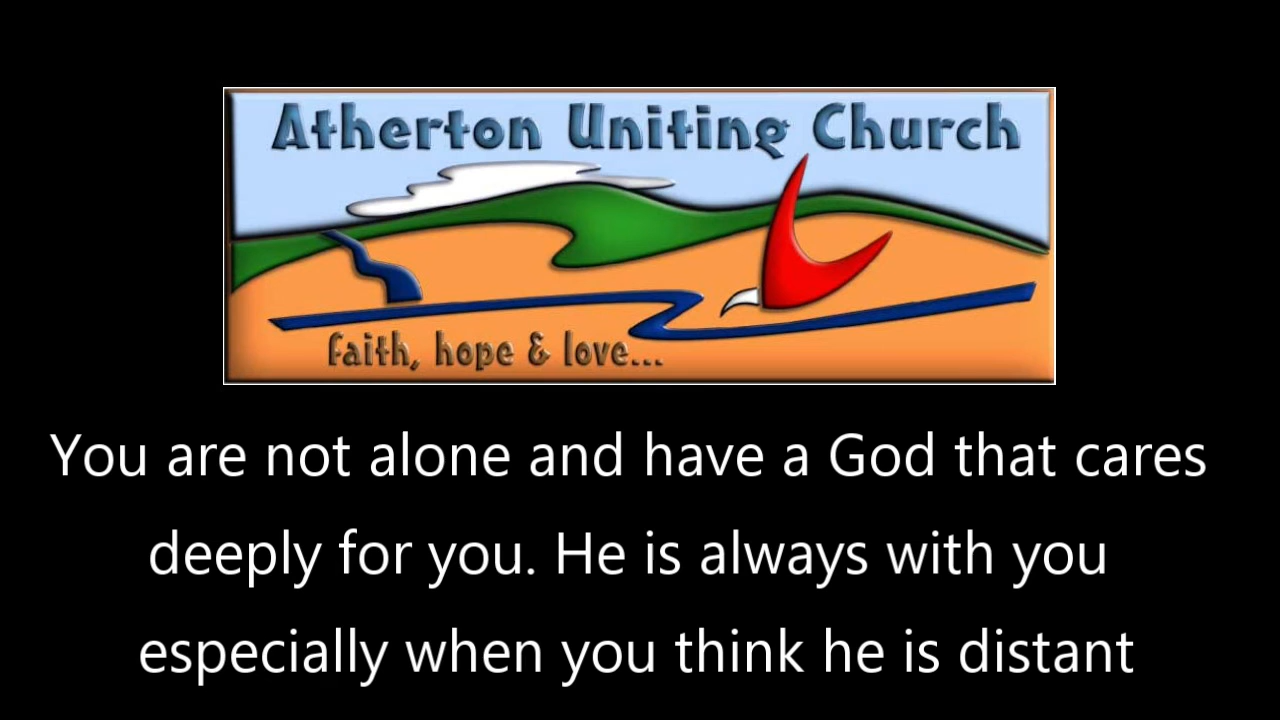 Atherton Uniting Church
faith, hope & love...
You are not alone and have a God that cares
deeply for you. He is always with you
especially when you think he is distant